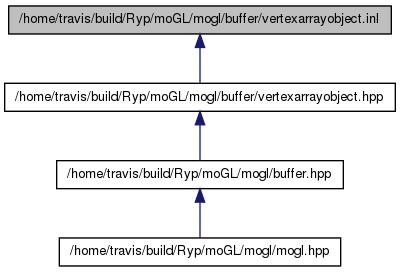 /home/travis/build/Ryp/moGL/mogl/buffer/vertexarrayobject.inl
/home/travis/build/Ryp/moGL/mogl/buffer/vertexarrayobject.hpp
/home/travis/build/Ryp/moGL/mogl/buffer.hpp
/home/travis/build/Ryp/moGL/mogl/mogl.hpp